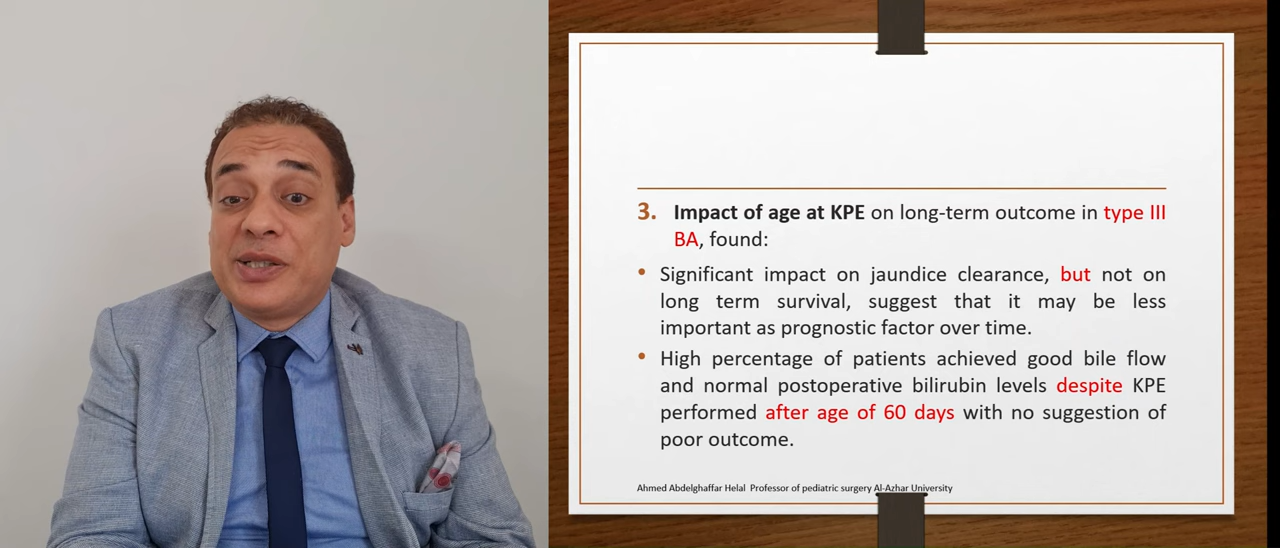 3. Impact of age at KPE on long-term outcome in type III
BA, found:
• Significant impact on jaundice clearance, but not on
long term survival, suggest that it may be less
important as prognostic factor over time.
• High percentage of patients achieved good bile flow
and normal postoperative bilirubin levels despite KPE
performed after age of 60 days with no suggestion of
poor outcome.
Ahmed Abdelghaffar Helal Professor of pediatric surgery Al-Azhar University